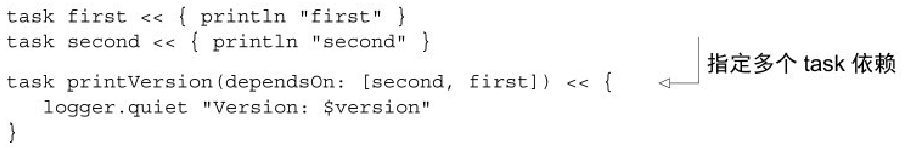 task first << { println "first" }
task second << { println "second" }
task printVersion(dependsOn: [second, first]) << {
指定多个 task 依赖
logger.quiet "Version: $version"
}